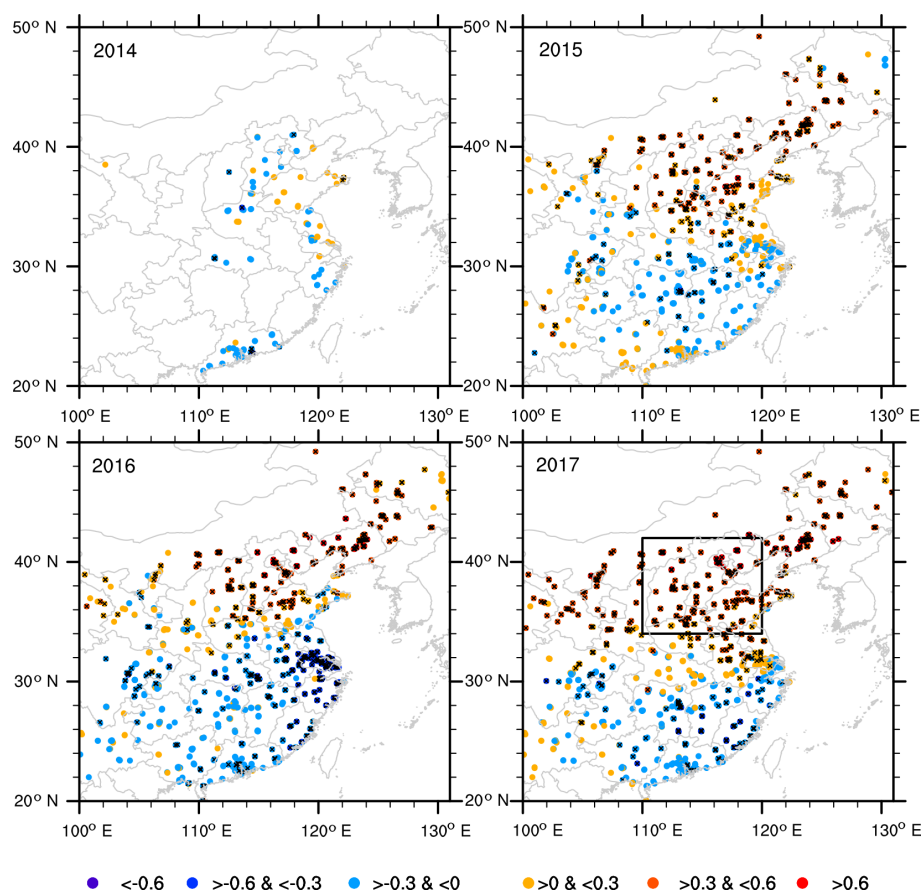 50° N 50° N
2014 2015
40° N 40° N
30° N 30° N
20° N 20° N
100° E 110° E 120° E 130° E 100° E 110° E 120° E 130° E
50° N 50° N
2016 2017
40° N 40° N
30° N 30° N
20° N 20° N
100° E 110° E 120° E 130° E 100° E 110° E 120° E 130° E
<-0.6 >-0.6 & <-0.3 >-0.3 & <0 >0 & <0.3 >0.3 & <0.6 >0.6